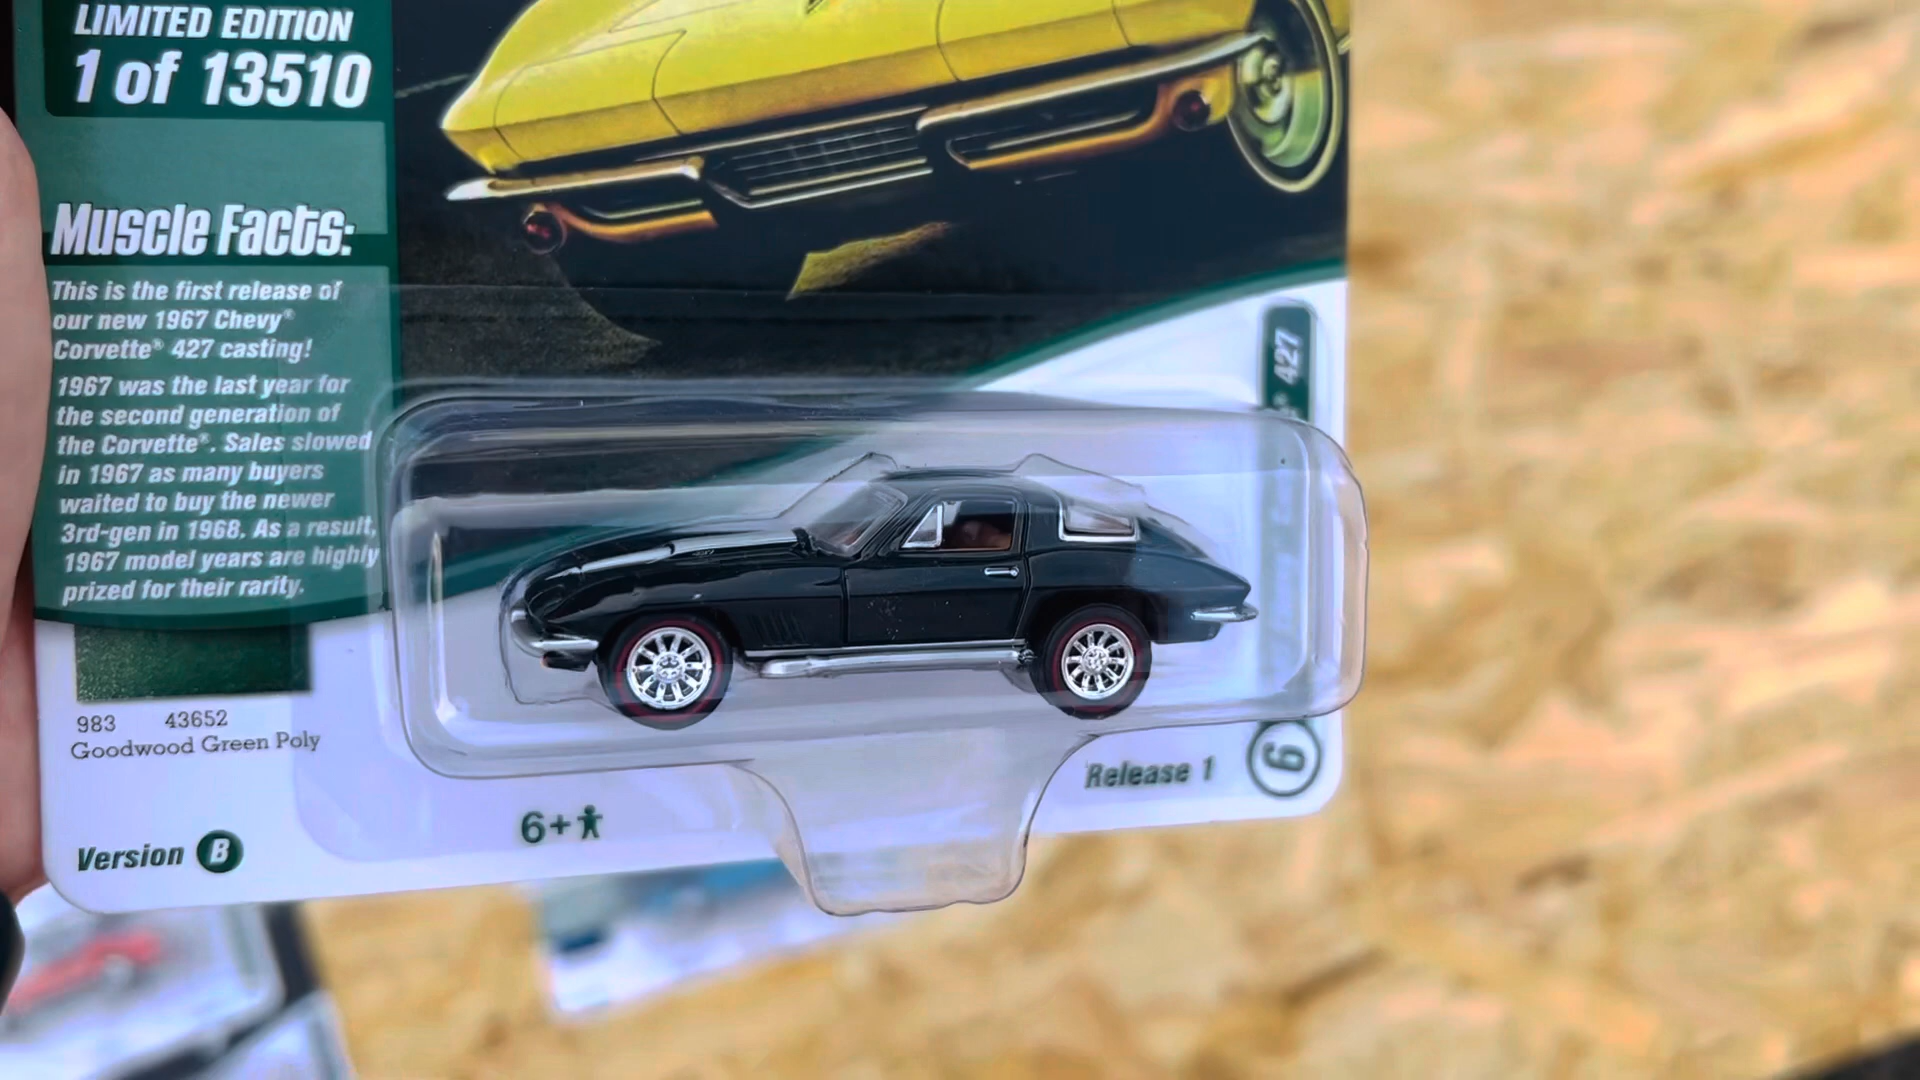 LIMITED EDITION
1 of 13510
Muscle Facts:
This is the first release of
our new 1967 Chevy®
Corvette® 427 casting!
1967 was the last year for
the second generation of
the Corvette®. Sales slowed
in 1967 as many buyers
waited to buy the newer
3rd-gen in 1968. As a result,
1967 model years are highly
prized for their rarity.
983 43652
Goodwood Green Poly
Version B
6+
Release 1
6
427